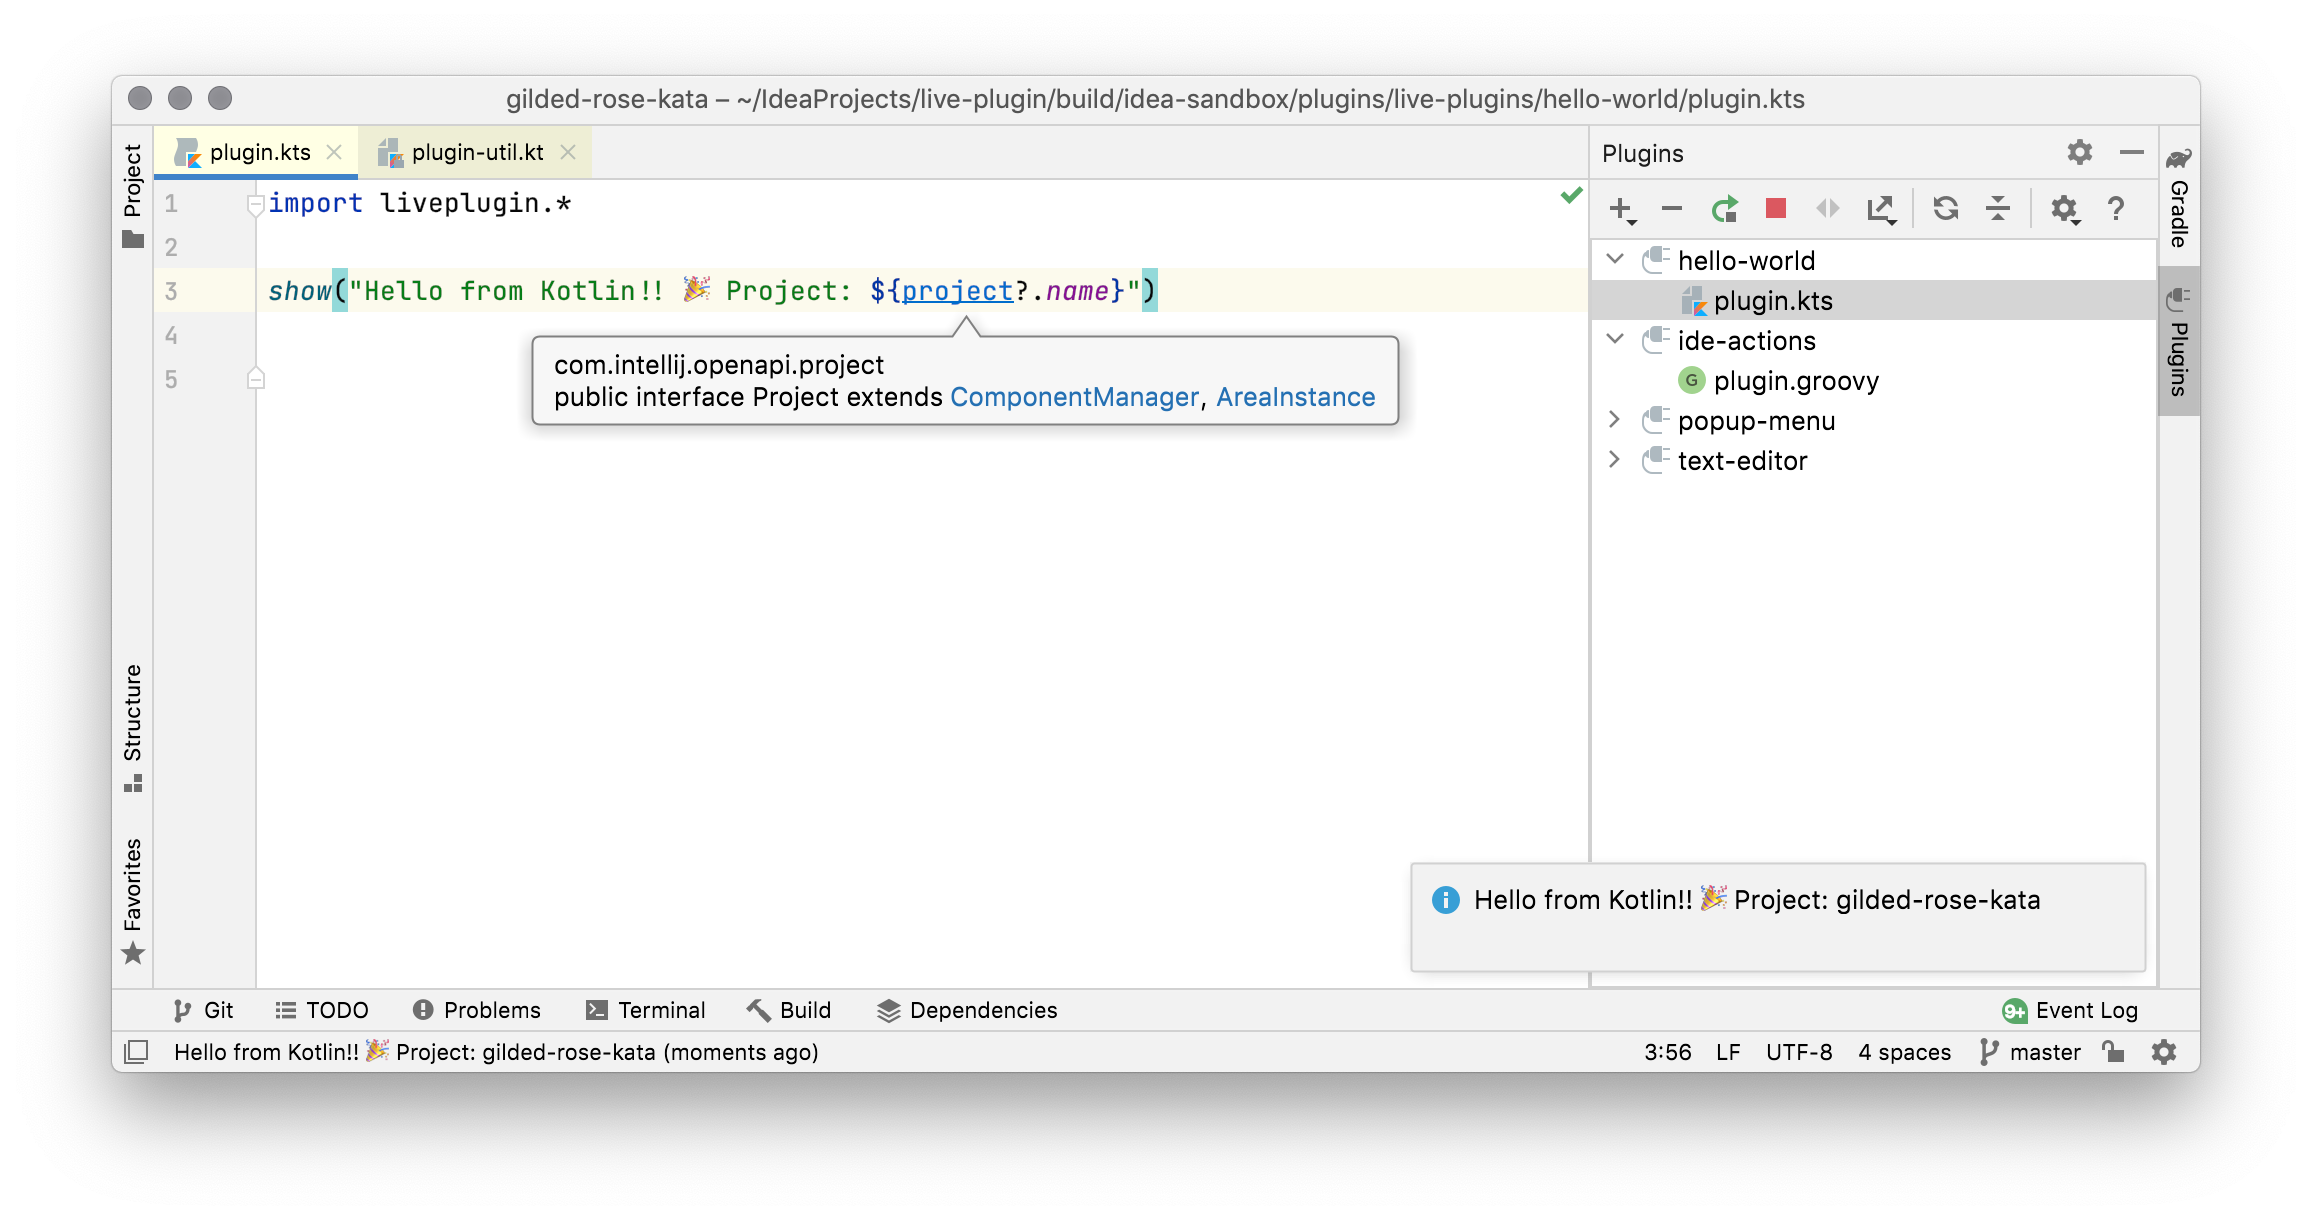 gilded-rose-kata – ~/IdeaProjects/live-plugin/build/idea-sandbox/plugins/live-plugins/hello-world/plugin.kts
Project
Structure
Favorites
plugin.kts
plugin-util.kt
1 import liveplugin.*
2
3 show("Hello from Kotlin!! 🎉 Project: ${project?.name}")
4
5
com.intellij.openapi.project
public interface Project extends ComponentManager, AreaInstance
Plugins
?
hello-world
plugin.kts
ide-actions
G plugin.groovy
popup-menu
text-editor
Gradle
Plugins
Hello from Kotlin!! 🎉 Project: gilded-rose-kata
Git TODO Problems Terminal Build Dependencies 9+ Event Log
Hello from Kotlin!! 🎉 Project: gilded-rose-kata (moments ago) 3:56 LF UTF-8 4 spaces master